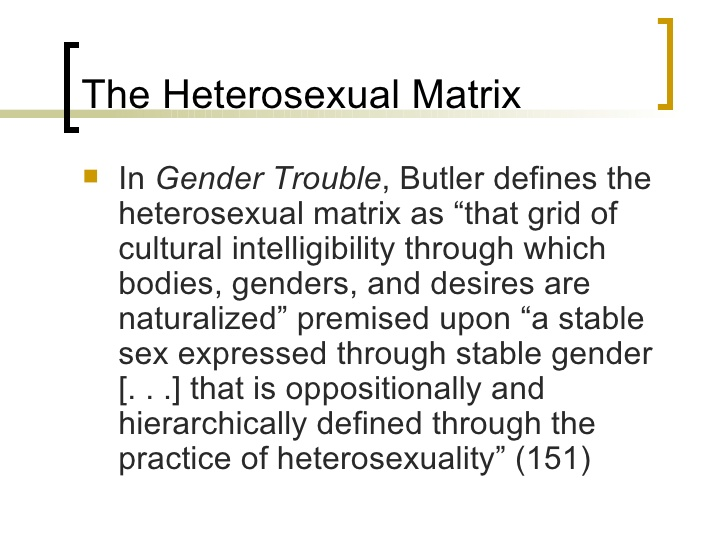 The Heterosexual Matrix
In Gender Trouble, Butler defines the
heterosexual matrix as “that grid of
cultural intelligibility through which
bodies, genders, and desires are
naturalized” premised upon “a stable
sex expressed through stable gender
[. . .] that is oppositionally and
hierarchically defined through the
practice of heterosexuality” (151)